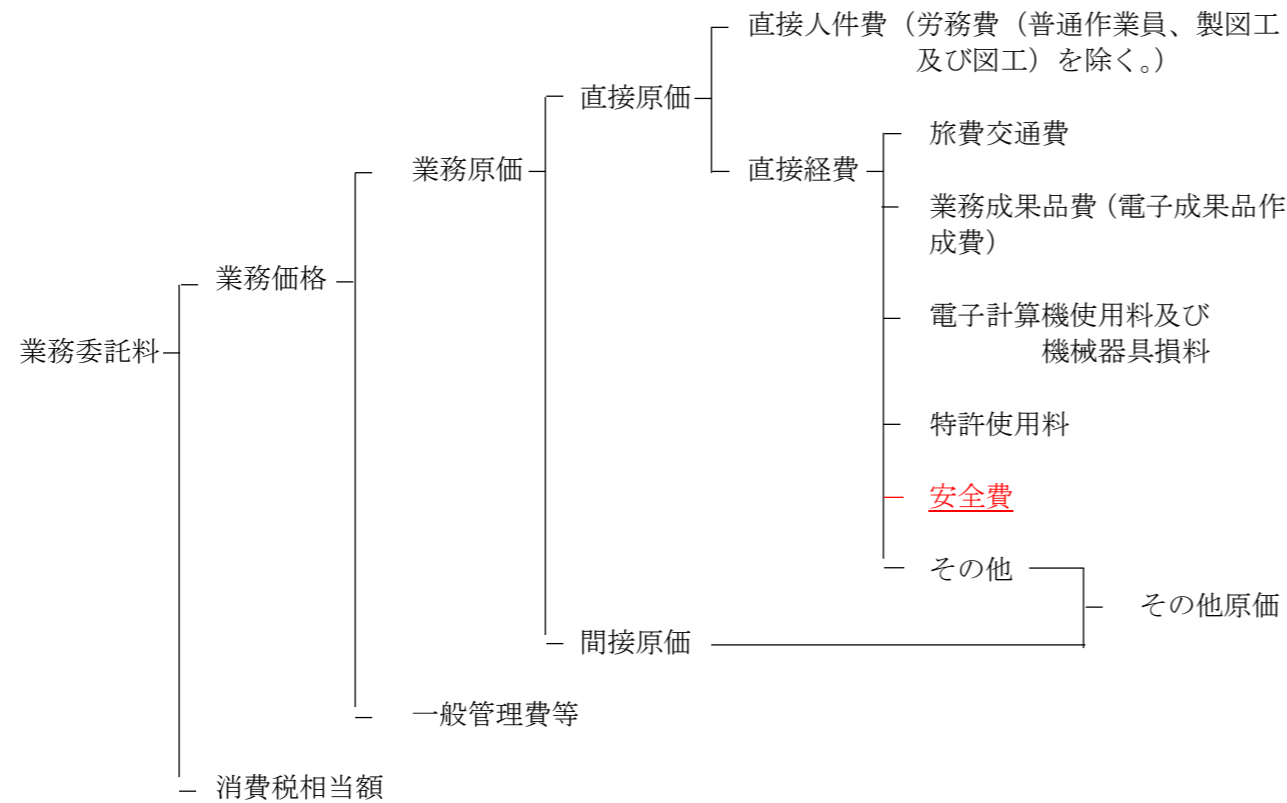 直接人件費（労務費（普通作業員、製図工
及び図工）を除く。）
直接原価
旅費交通費
業務原価
直接経費
業務成果品費（電子成果品作
成費）
業務価格
電子計算機使用料及び
機械器具損料
業務委託料
特許使用料
安全費
その他
その他原価
間接原価
一般管理費等
消費税相当額